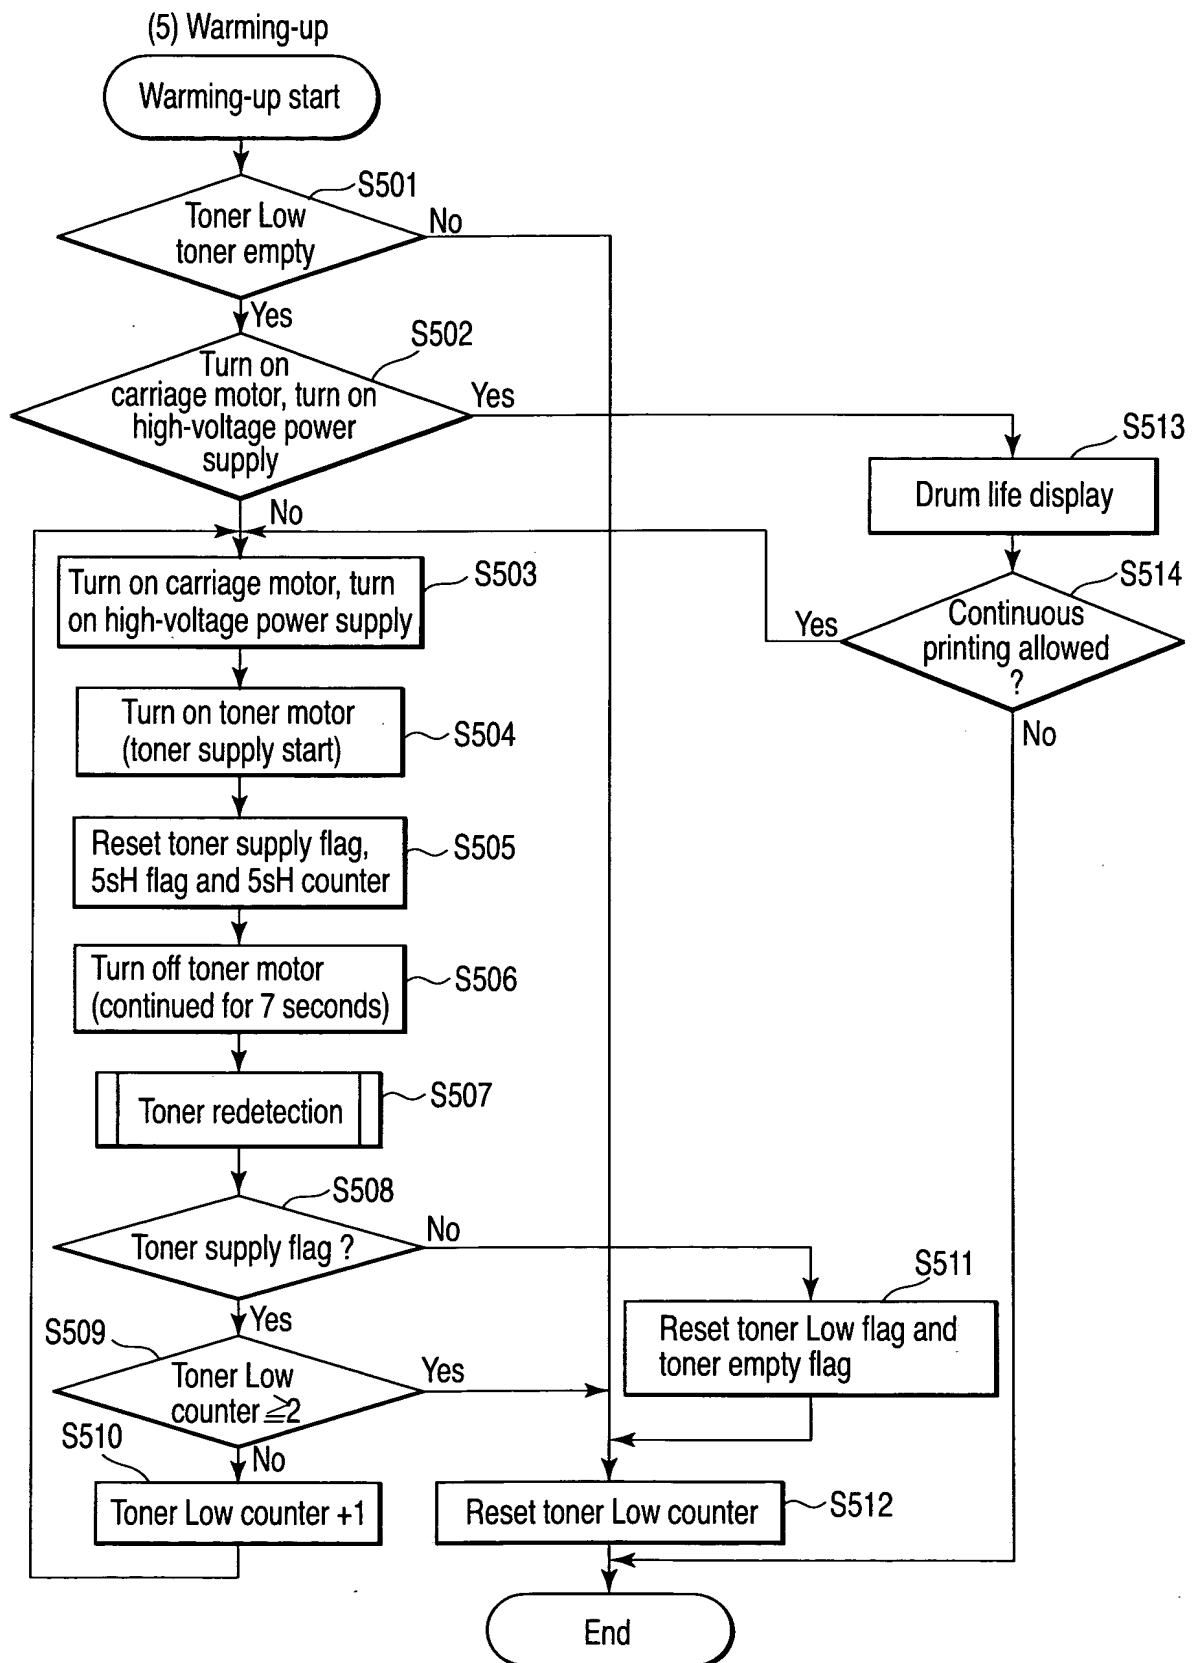 (5) Warming-up
Warming-up start
S501
Toner Low
toner empty
No
Yes
S502
Turn on
carriage motor, turn on
high-voltage power
supply
Yes
No
S513
Drum life display
S514
Continuous
printing allowed
?
Yes
No
S503
Turn on carriage motor, turn
on high-voltage power supply
S504
Turn on toner motor
(toner supply start)
S505
Reset toner supply flag,
5sH flag and 5sH counter
S506
Turn off toner motor
(continued for 7 seconds)
S507
Toner redetection
S508
Toner supply flag ?
No
Yes
S511
Reset toner Low flag and
toner empty flag
S509
Toner Low
counter ≧2
Yes
No
S510
Toner Low counter +1
S512
Reset toner Low counter
End